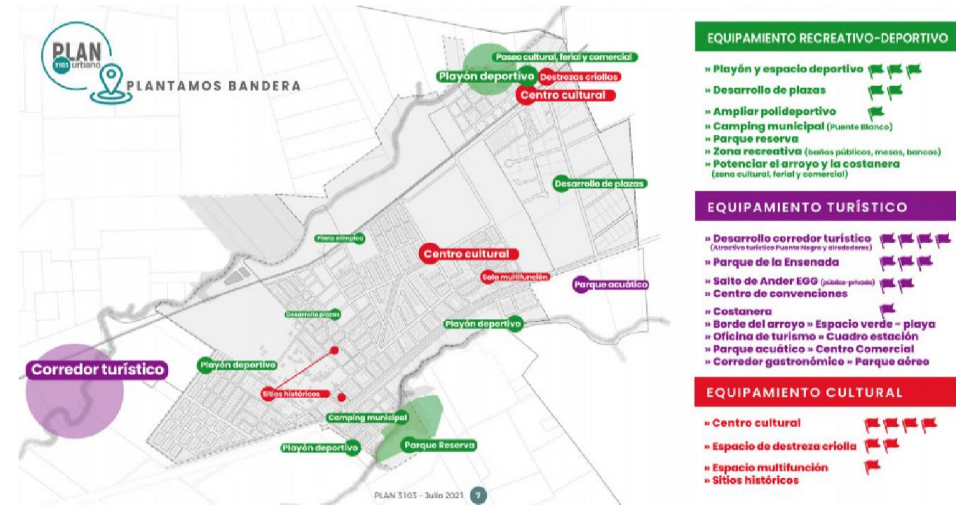 PLAN
3103 urbano
PLANTAMOS BANDERA
Paseo cultural, ferial y comercial
Playón deportivo
Destrezas criollos
Centro cultural
Desarrollo de plazas
Pileta olímpica
Centro cultural
Sala multifunción
Parque acuático
Desarrollo plazas
Playón deportivo
Corredor turístico
Playón deportivo
Sitios históricos
Camping municipal
Playón deportivo
Parque Reserva
PLAN 3103 - Julio 2021 7
EQUIPAMIENTO RECREATIVO-DEPORTIVO
» Playón y espacio deportivo
» Desarrollo de plazas
» Ampliar polideportivo
» Camping municipal (Puente Blanco)
» Parque reserva
» Zona recreativa (baños públicos, mesas, bancos)
» Potenciar el arroyo y la costanera
(zona cultural, ferial y comercial)
EQUIPAMIENTO TURÍSTICO
» Desarrollo corredor turístico
(Atractivo turístico Puente Negro y alrededores)
» Parque de la Ensenada
» Salto de Ander EGG (público-privado)
» Centro de convenciones
» Costanera
» Borde del arroyo » Espacio verde - playa
» Oficina de turismo » Cuadro estación
» Parque acuático » Centro Comercial
» Corredor gastronómico » Parque aéreo
EQUIPAMIENTO CULTURAL
» Centro cultural
» Espacio de destreza criolla
» Espacio multifunción
» Sitios históricos